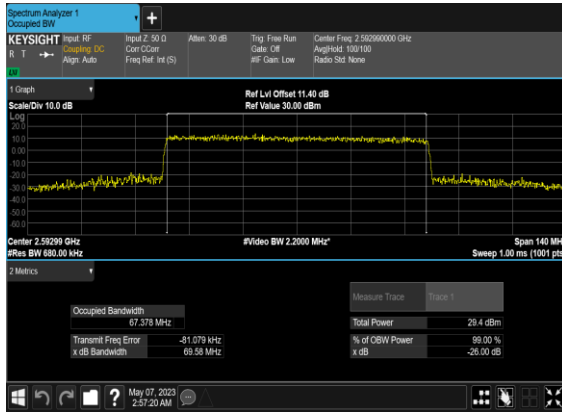 Spectrum Analyzer 1
Occupied BW
KEYSIGHT
R T
LXI
Input: RF
Coupling: DC
Align: Auto
Input Z: 50 Ω
Corr CCorr
Freq Ref: Int (S)
Atten: 30 dB
Trig: Free Run
Gate: Off
#IF Gain: Low
Center Freq: 2.592990000 GHz
Avg|Hold: 100/100
Radio Std: None
1 Graph
Scale/Div 10.0 dB
Ref Lvl Offset 11.40 dB
Ref Value 30.00 dBm
Log
20.0
10.0
0.00
-10.0
-20.0
-30.0
-40.0
-50.0
-60.0
Center 2.59299 GHz
#Res BW 680.00 kHz
#Video BW 2.2000 MHz*
Span 140 MH
Sweep 1.00 ms (1001 pts
2 Metrics
Measure Trace Trace 1
Occupied Bandwidth
67.378 MHz
Total Power 29.4 dBm
Transmit Freq Error -81.079 kHz
% of OBW Power 99.00 %
x dB Bandwidth 69.58 MHz
x dB -26.00 dB
?
May 07, 2023
2:57:20 AM